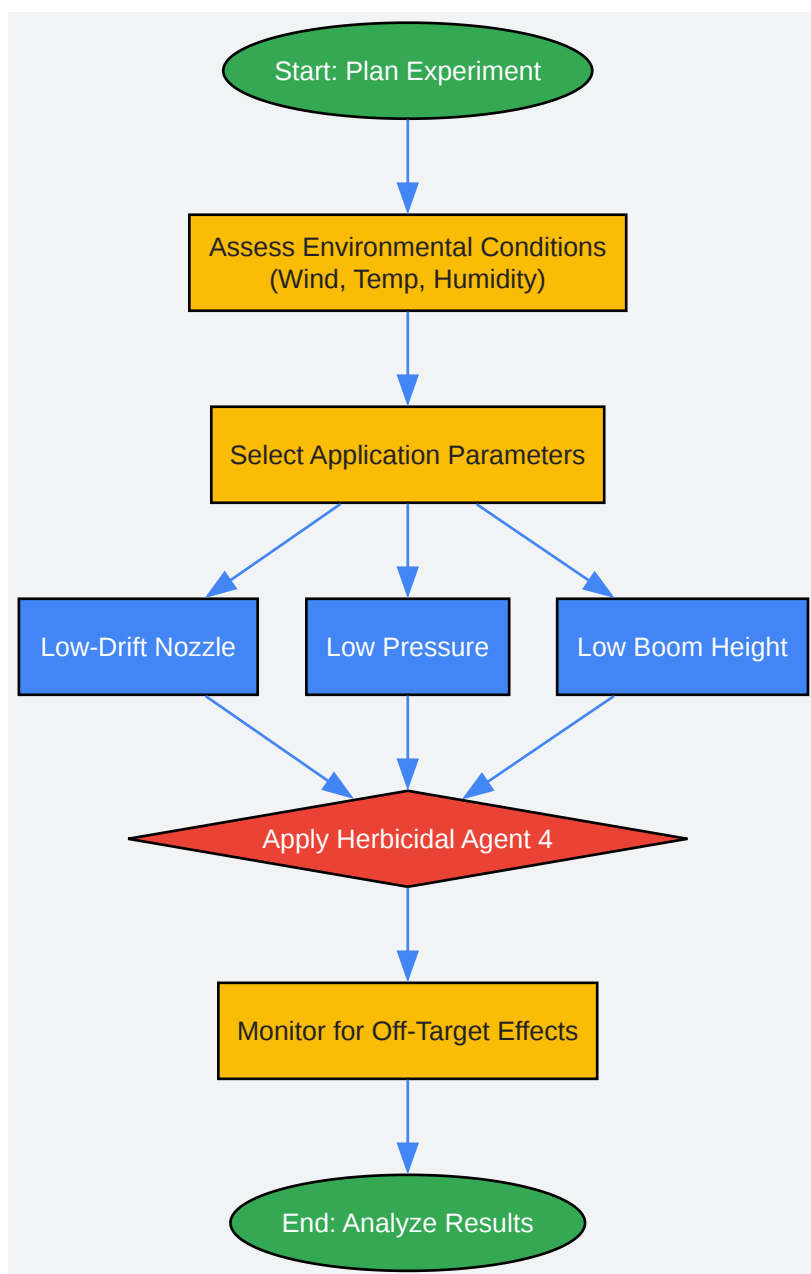 Start: Plan Experiment
Assess Environmental Conditions
(Wind, Temp, Humidity)
Select Application Parameters
Low-Drift Nozzle
Low Pressure
Low Boom Height
Apply Herbicidal Agent 4
Monitor for Off-Target Effects
End: Analyze Results